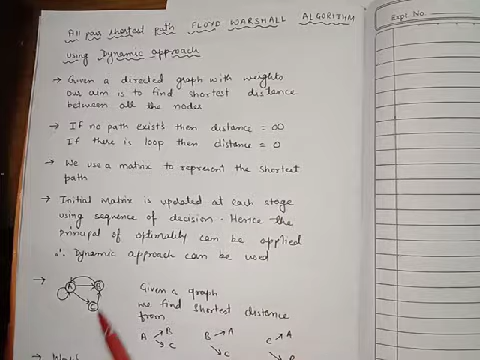 All pair shortest path FLOYD WARSHALL ALGORITHM
using Dynamic approach
Expt. No.
→ Given a directed graph with weights
our aim is to find shortest distance
between all the nodes
→ If no path exists then distance = ∞
If there is loop then distance = 0
→ We use a matrix to represent the shortest
path
→ Initial matrix is updated at each stage
using sequence of decision. Hence the
Principal of optimality can be applied
∴ Dynamic approach can be used
→ A B C
Given a graph
we find shortest distance
from
A → B B → A C → A
→ C → C → B